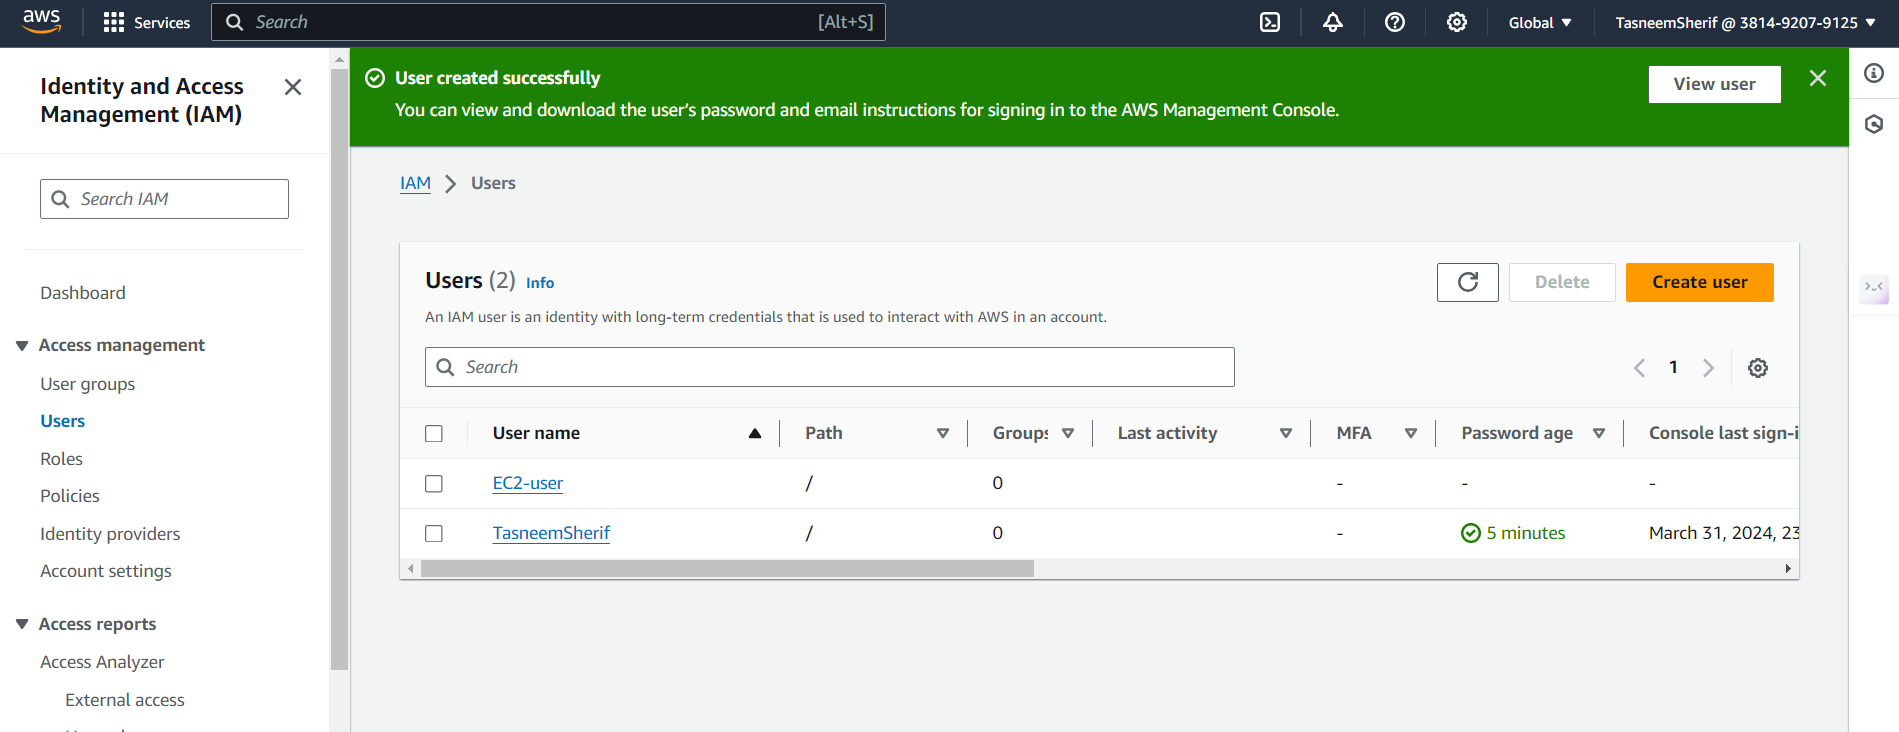 aws Services Search [Alt+S] Global TasneemSherif @ 3814-9207-9125
Identity and Access
Management (IAM)
Search IAM
Dashboard
Access management
User groups
Users
Roles
Policies
Identity providers
Account settings
Access reports
Access Analyzer
External access
User created successfully
You can view and download the user's password and email instructions for signing in to the AWS Management Console.
View user
IAM Users
Users (2) Info
Delete Create user
An IAM user is an identity with long-term credentials that is used to interact with AWS in an account.
Search
1
User name Path Groups Last activity MFA Password age Console last sign-i
EC2-user / 0 - - -
TasneemSherif / 0 - 5 minutes March 31, 2024, 23